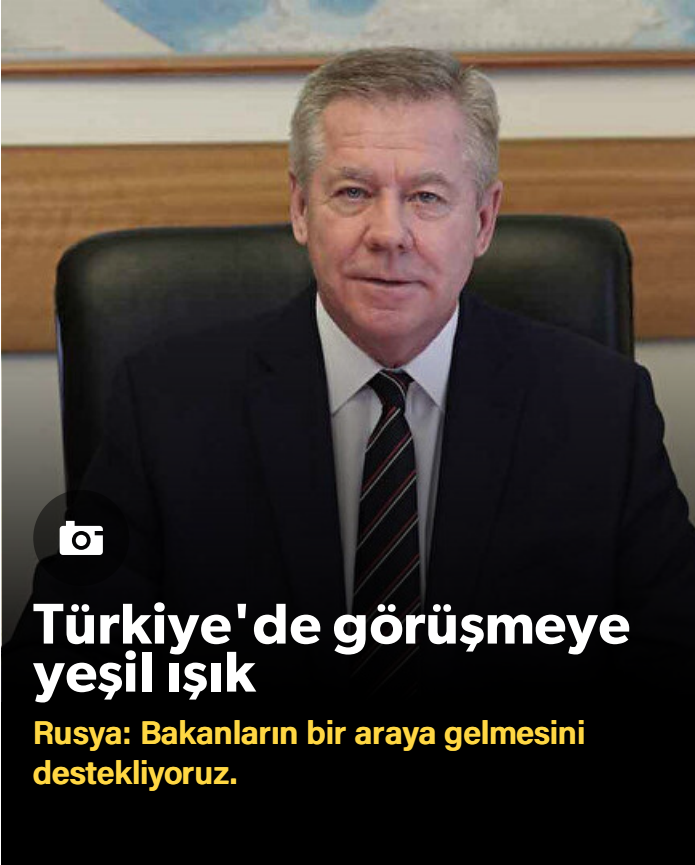 Türkiye'de görüşmeye
yeşil ışık
Rusya: Bakanların bir araya gelmesini
destekliyoruz.